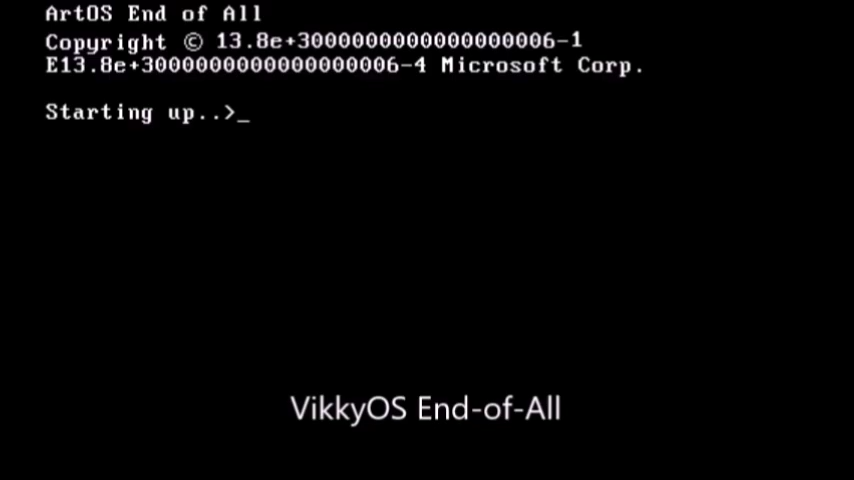 ArtOS End of All
Copyright © 13.8e+3000000000000000006-1
E13.8e+3000000000000000006-4 Microsoft Corp.
Starting up..>_
VikkyOS End-of-All